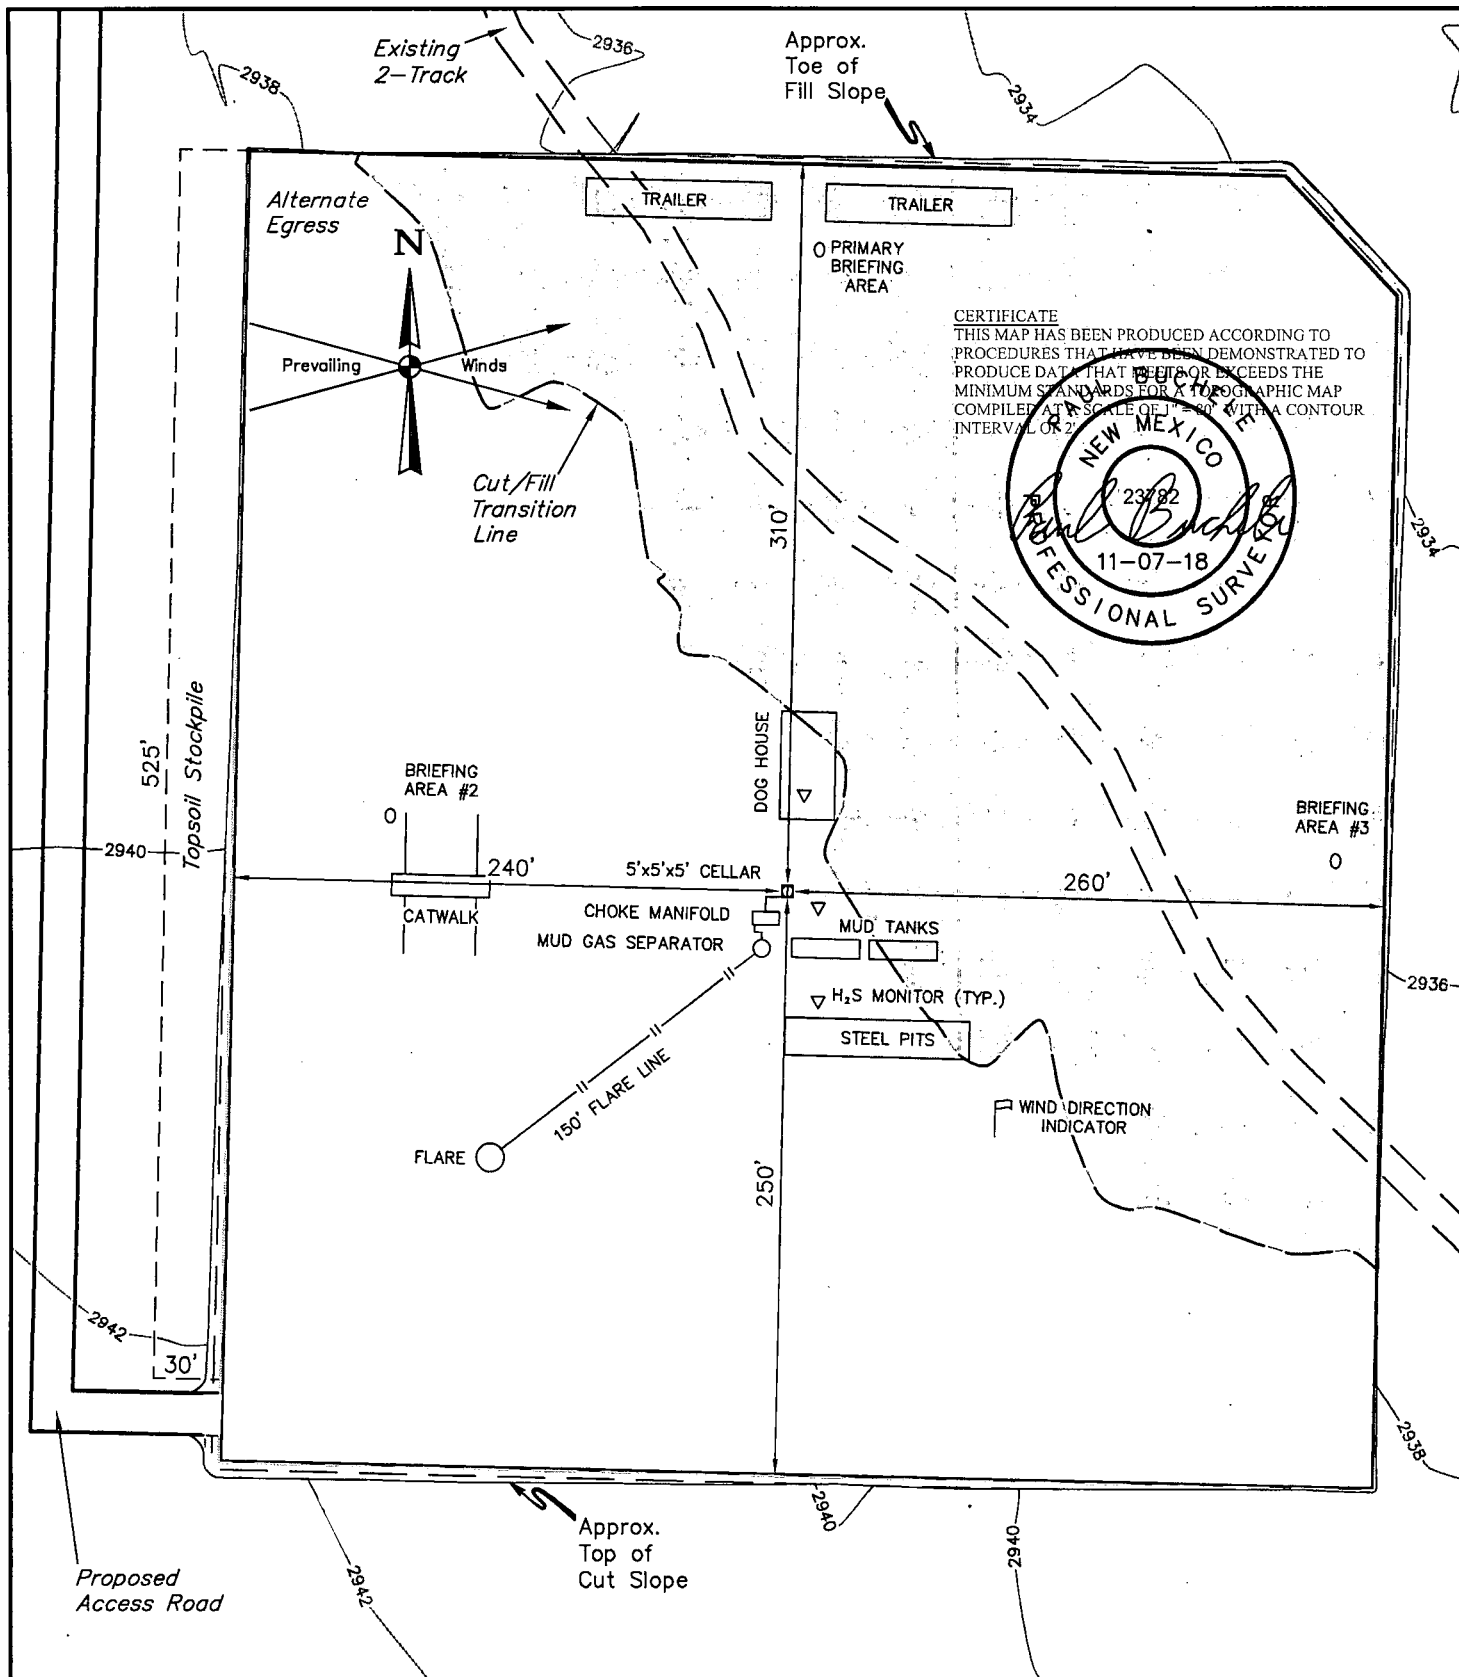 Existing
2-Track
2936
Approx.
Toe of
Fill Slope
2938
2934
Alternate
Egress
TRAILER
TRAILER
N
PRIMARY
BRIEFING
AREA
CERTIFICATE
THIS MAP HAS BEEN PRODUCED ACCORDING TO
PROCEDURES THAT HAVE BEEN DEMONSTRATED TO
PRODUCE DATA THAT MEETS OR EXCEEDS THE
MINIMUM STANDARDS FOR A TOPOGRAPHIC MAP
COMPILED AT A SCALE OF 1" = 60' WITH A CONTOUR
INTERVAL OF 2'
Prevailing
Winds
PAUL BUCHELE
NEW MEXICO
23782
Paul Buchele
11-07-18
PROFESSIONAL SURVEYOR
Cut/Fill
Transition
Line
310'
2934
525'
Topsoil Stockpile
DOG HOUSE
BRIEFING
AREA #2
BRIEFING
AREA #3
2940
240'
5'x5'x5' CELLAR
260'
CATWALK
CHOKE MANIFOLD
MUD TANKS
MUD GAS SEPARATOR
2936
H₂S MONITOR (TYP.)
STEEL PITS
150' FLARE LINE
WIND DIRECTION
INDICATOR
FLARE
250'
2942
30'
2938
2940
2940
Approx.
Top of
Cut Slope
2942
Proposed
Access Road